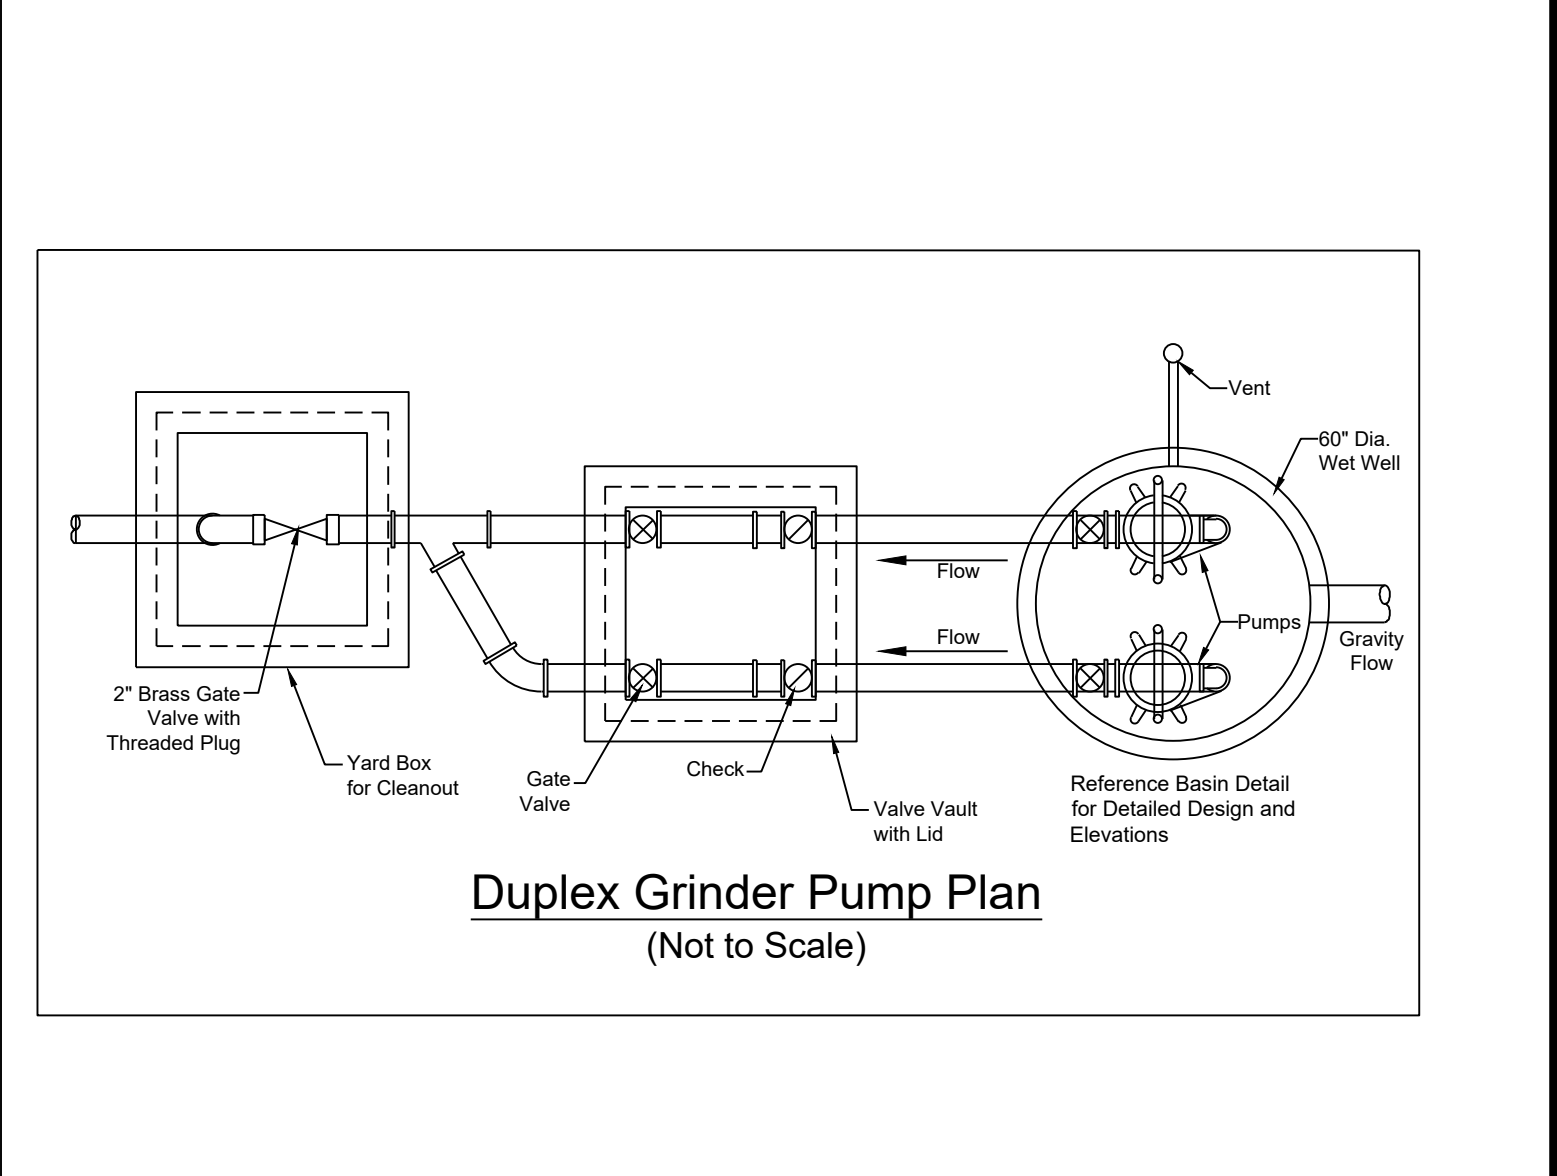 Vent
60" Dia.
Wet Well
Flow
Flow
Pumps
Gravity
Flow
2" Brass Gate
Valve with
Threaded Plug
Yard Box
for Cleanout
Gate
Valve
Check
Valve Vault
with Lid
Reference Basin Detail
for Detailed Design and
Elevations
Duplex Grinder Pump Plan
(Not to Scale)